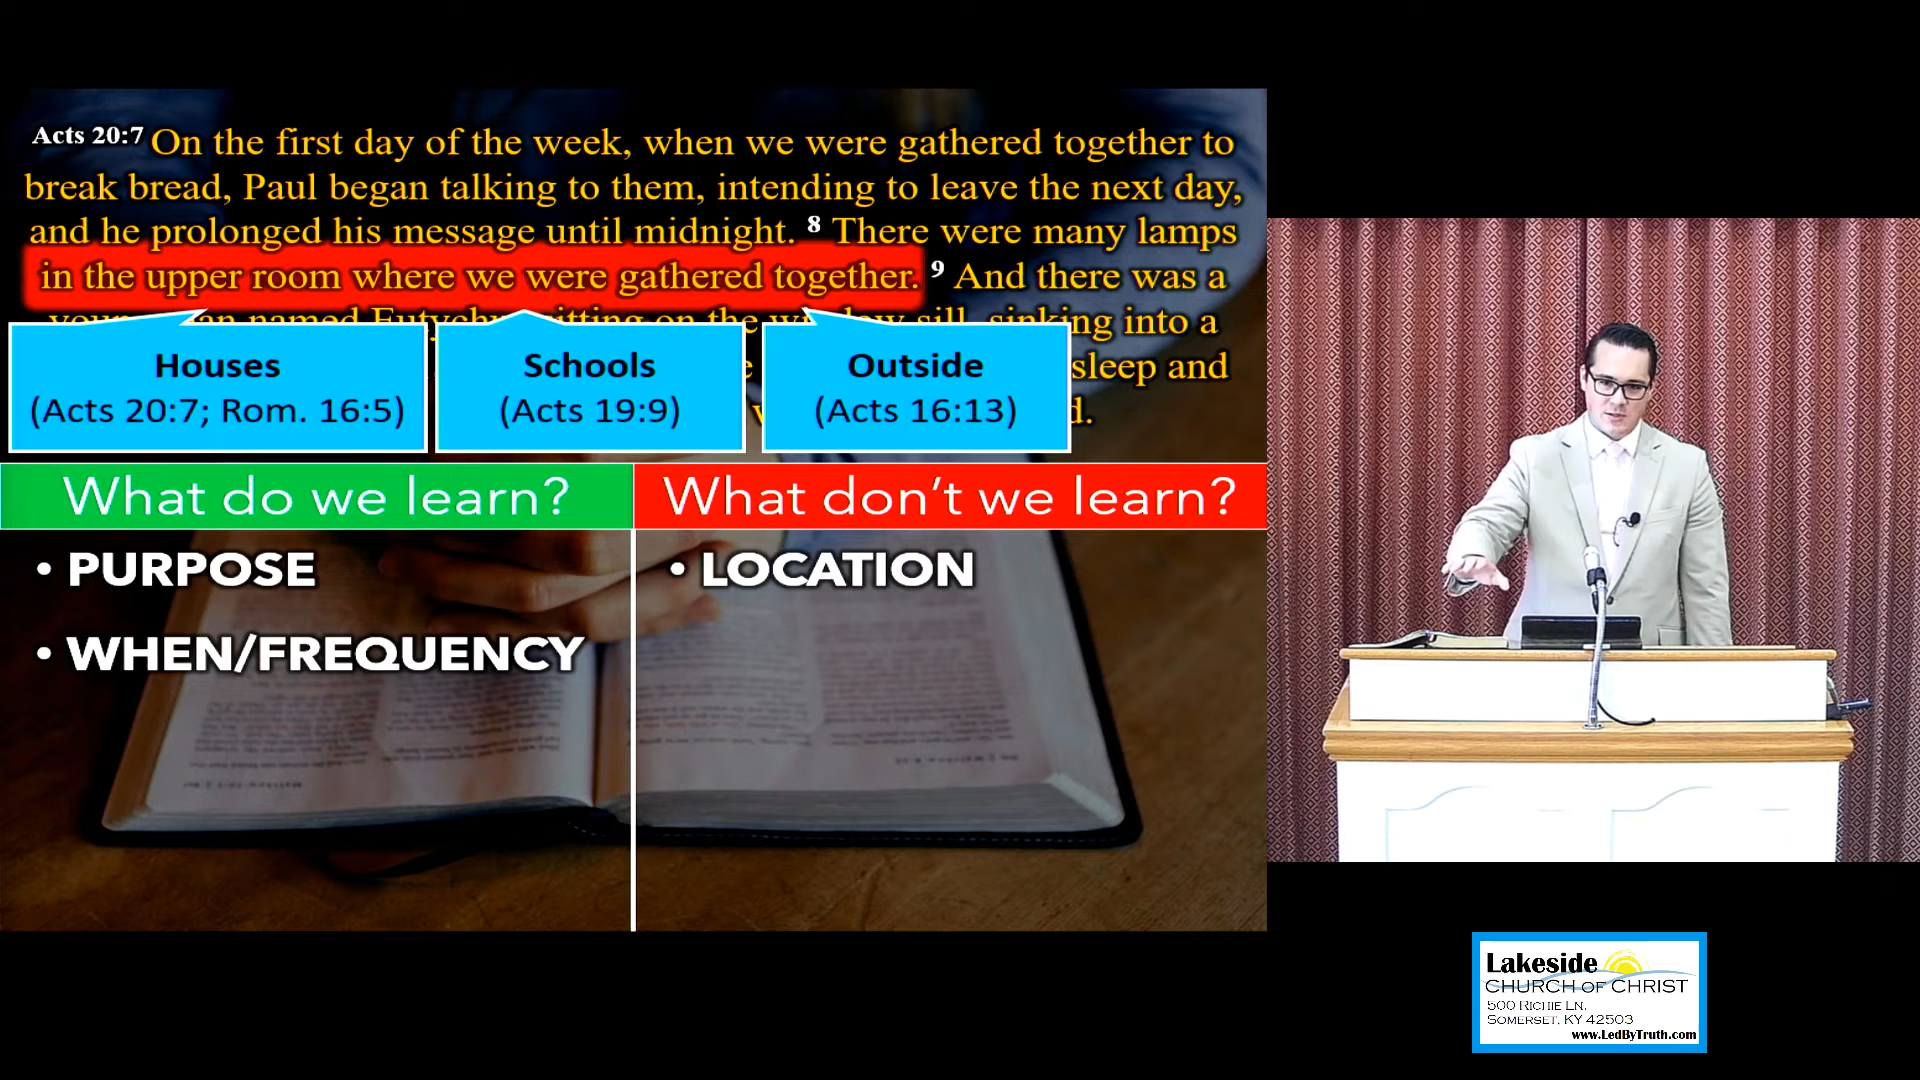 Acts 20:7 On the first day of the week, when we were gathered together to
break bread, Paul began talking to them, intending to leave the next day,
and he prolonged his message until midnight. 8 There were many lamps
in the upper room where we were gathered together. 9 And there was a
named sill, sinking into a
sleep and
Houses
(Acts 20:7; Rom. 16:5)
Schools
(Acts 19:9)
Outside
(Acts 16:13)
What do we learn?
• PURPOSE
• WHEN/FREQUENCY
What don't we learn?
• LOCATION
Lakeside
CHURCH OF CHRIST
500 RICHIE LN.
SOMERSET, KY 42503
www.LedByTruth.com